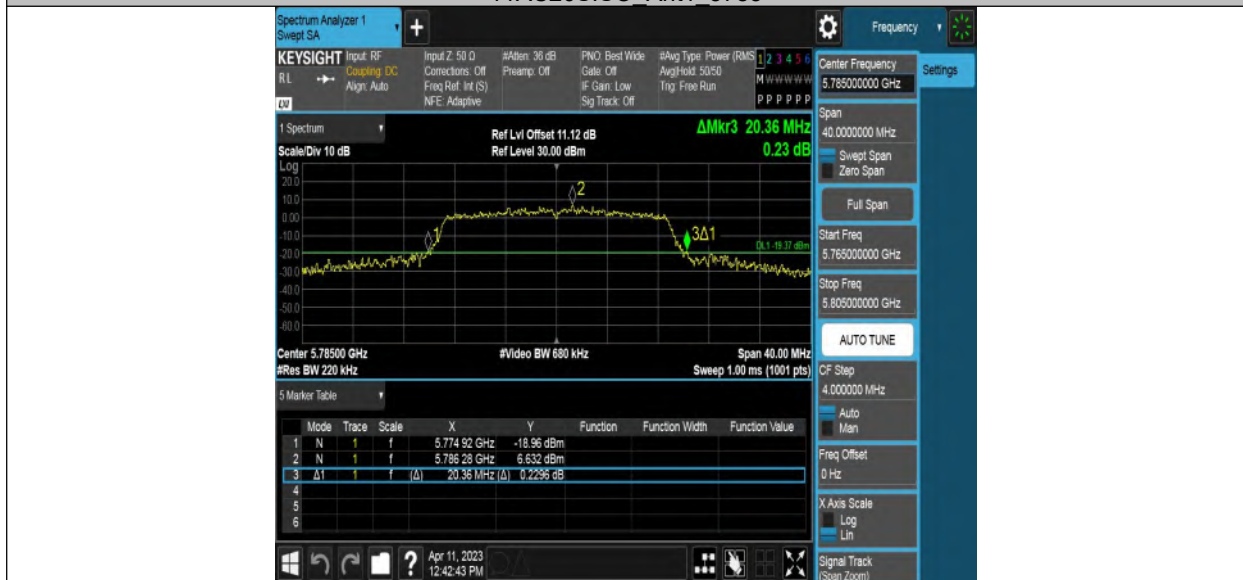 Spectrum Analyzer 1
Swept SA
+
Frequency
KEYSIGHT
RL
Input: RF
Coupling: DC
Align: Auto
Input Z: 50 Ω
Corrections: Off
Freq Ref: Int (S)
NFE: Adaptive
#Atten: 36 dB
Preamp: Off
PNO: Best Wide
Gate: Off
IF Gain: Low
Sig Track: Off
#Avg Type: Power (RMS
Avg|Hold: 50/50
Trig: Free Run
1 2 3 4 5 6
M W W W W W
P P P P P P
1 Spectrum
Scale/Div 10 dB
Ref Lvl Offset 11.12 dB
Ref Level 30.00 dBm
ΔMkr3 20.36 MHz
0.23 dB
Log
20.0
10.0
0.00
-10.0
-20.0
-30.0
-40.0
-50.0
-60.0
1
2
3Δ1
DL1 -19.37 dBm
Center 5.78500 GHz
#Res BW 220 kHz
#Video BW 680 kHz
Span 40.00 MHz
Sweep 1.00 ms (1001 pts)
5 Marker Table
Mode Trace Scale X Y Function Function Width Function Value
1 N 1 f 5.774 92 GHz -18.96 dBm
2 N 1 f 5.786 28 GHz 6.632 dBm
3 Δ1 1 f (Δ) 20.36 MHz (Δ) 0.2296 dB
4
5
6
?
Apr 11, 2023
12:42:43 PM
Center Frequency
5.785000000 GHz
Span
40.0000000 MHz
Swept Span
Zero Span
Full Span
Start Freq
5.765000000 GHz
Stop Freq
5.805000000 GHz
AUTO TUNE
CF Step
4.000000 MHz
Auto
Man
Freq Offset
0 Hz
X Axis Scale
Log
Lin
Signal Track
(Span Zoom)
Settings